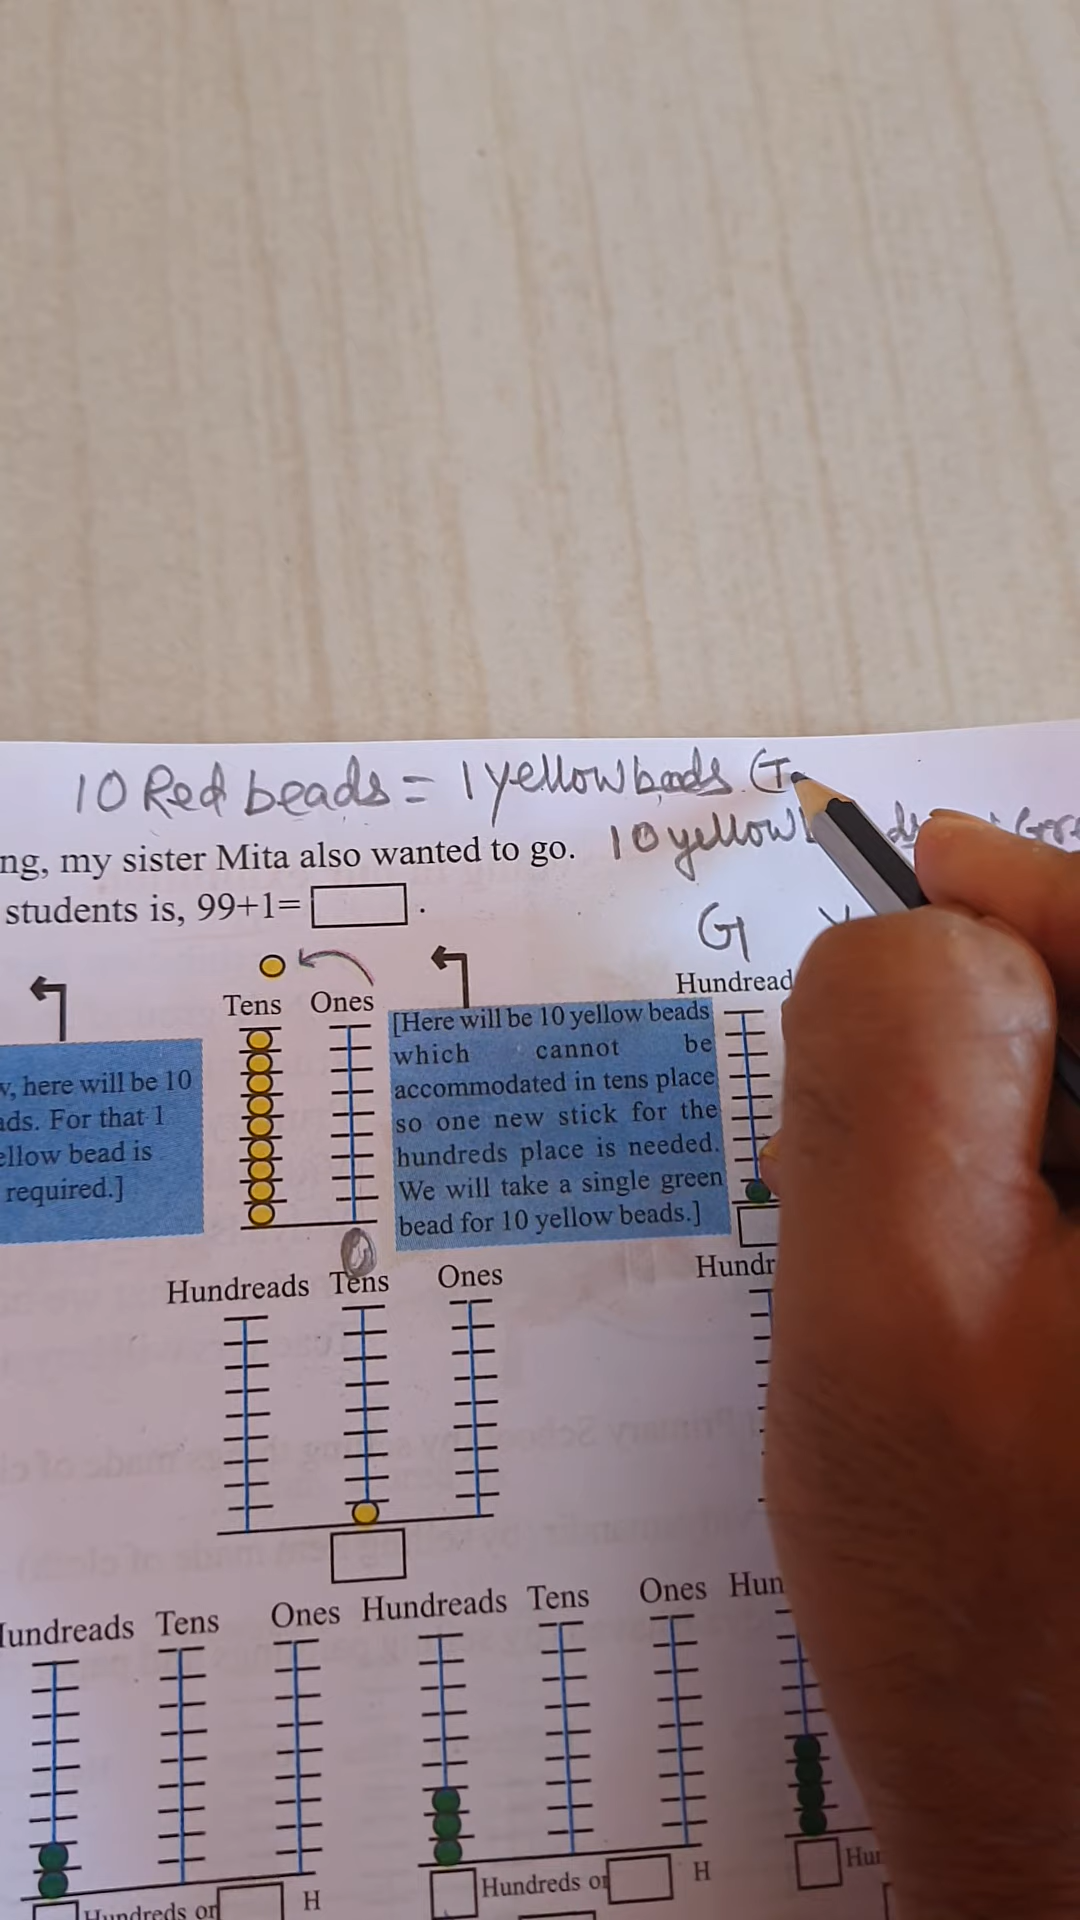 10 Red beads = 1 yellow beads (T
ng, my sister Mita also wanted to go.
10 yellow
students is, 99+1=
G
Tens Ones
Hundread
[Here will be 10 yellow beads
which cannot be
accommodated in tens place
so one new stick for the
hundreds place is needed.
We will take a single green
bead for 10 yellow beads.]
, here will be 10
ads. For that 1
ellow bead is
required.]
Hundreads Tens Ones
Hundr
Hundreads Tens Ones
Hundreads Tens Ones
Hun
Hundreds or H
Hundreds or H
Hun